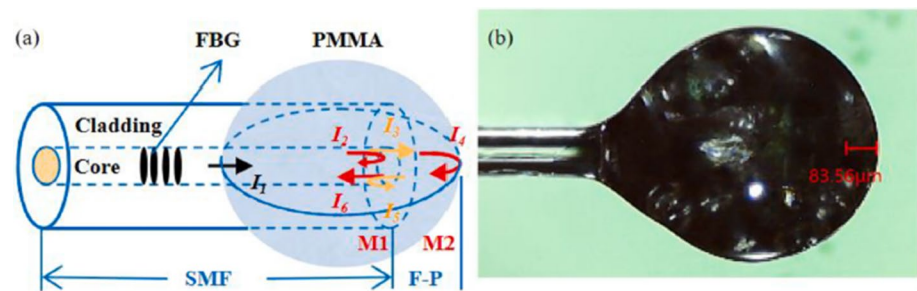 (a)
FBG
PMMA
Cladding
Core
I1
I2
I3
I4
I6
I5
M1
M2
SMF
F-P
(b)
83.56μm